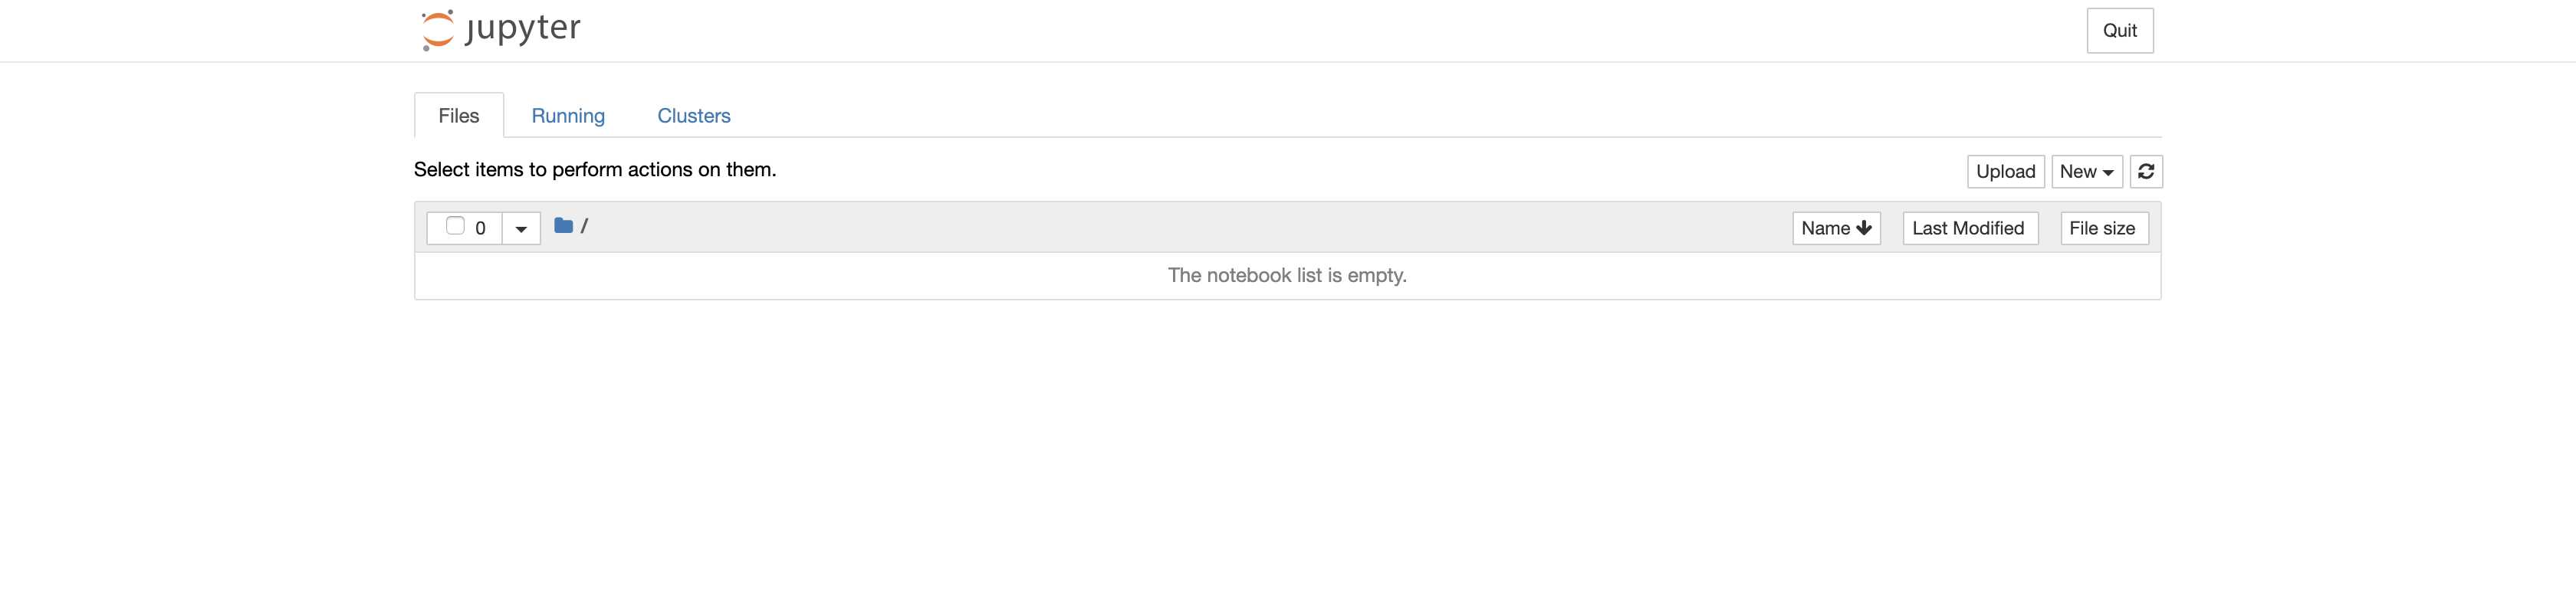 jupyter
Quit
Files Running Clusters
Select items to perform actions on them.
Upload New
0 / Name Last Modified File size
The notebook list is empty.